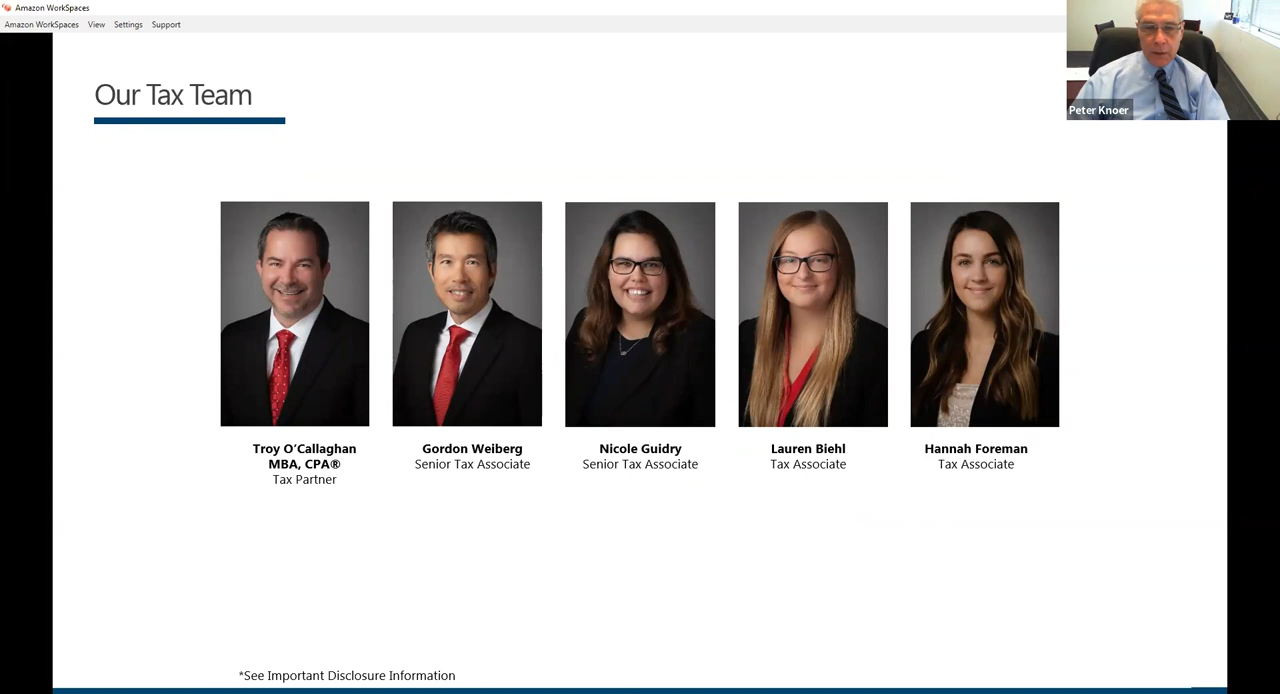 Amazon WorkSpaces
Amazon WorkSpaces View Settings Support
Our Tax Team
Peter Knoer
Troy O’Callaghan
MBA, CPA®
Tax Partner
Gordon Weiberg
Senior Tax Associate
Nicole Guidry
Senior Tax Associate
Lauren Biehl
Tax Associate
Hannah Foreman
Tax Associate
*See Important Disclosure Information